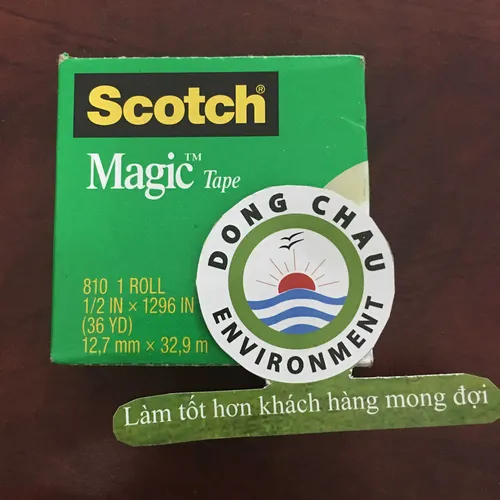 Scotch®
Magic™ Tape
810 1 ROLL
1/2 IN × 1296 IN
(36 YD)
12,7 mm × 32,9 m
DONG CHAU
ENVIRONMENT
Làm tốt hơn khách hàng mong đợi